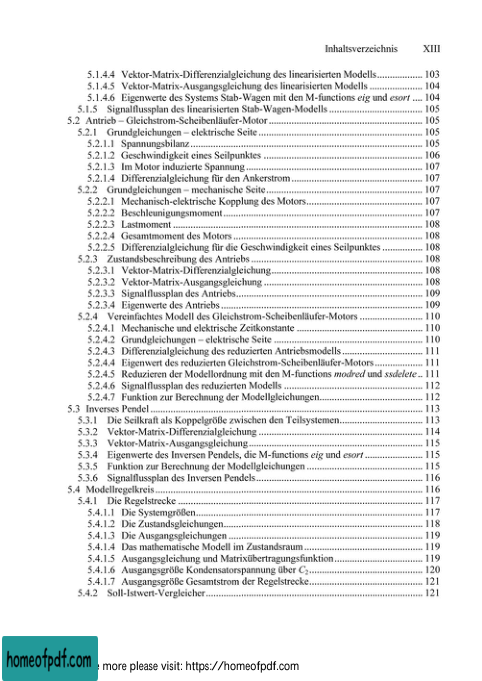 Inhaltsverzeichnis XIII
5.1.4.4 Vektor-Matrix-Differenzialgleichung des linearisierten Modells.................. 103
5.1.4.5 Vektor-Matrix-Ausgangsgleichung des linearisierten Modells .................... 104
5.1.4.6 Eigenwerte des Systems Stab-Wagen mit den M-functions eig und esort .... 104
5.1.5 Signalflussplan des linearisierten Stab-Wagen-Modells .................................... 105
5.2 Antrieb – Gleichstrom-Scheibenläufer-Motor ............................................................ 105
5.2.1 Grundgleichungen – elektrische Seite ................................................................ 105
5.2.1.1 Spannungsbilanz ........................................................................................... 105
5.2.1.2 Geschwindigkeit eines Seilpunktes .............................................................. 106
5.2.1.3 Im Motor induzierte Spannung ..................................................................... 107
5.2.1.4 Differenzialgleichung für den Ankerstrom ................................................... 107
5.2.2 Grundgleichungen – mechanische Seite ............................................................. 107
5.2.2.1 Mechanisch-elektrische Kopplung des Motors............................................. 107
5.2.2.2 Beschleunigungsmoment .............................................................................. 107
5.2.2.3 Lastmoment .................................................................................................. 108
5.2.2.4 Gesamtmoment des Motors .......................................................................... 108
5.2.2.5 Differenzialgleichung für die Geschwindigkeit eines Seilpunktes ............... 108
5.2.3 Zustandsbeschreibung des Antriebs ................................................................... 108
5.2.3.1 Vektor-Matrix-Differenzialgleichung........................................................... 108
5.2.3.2 Vektor-Matrix-Ausgangsgleichung .............................................................. 108
5.2.3.3 Signalflussplan des Antriebs......................................................................... 109
5.2.3.4 Eigenwerte des Antriebs ............................................................................... 109
5.2.4 Vereinfachtes Modell des Gleichstrom-Scheibenläufer-Motors ......................... 110
5.2.4.1 Mechanische und elektrische Zeitkonstante ................................................. 110
5.2.4.2 Grundgleichungen – elektrische Seite .......................................................... 110
5.2.4.3 Differenzialgleichung des reduzierten Antriebsmodells ............................... 111
5.2.4.4 Eigenwert des reduzierten Gleichstrom-Scheibenläufer-Motors................... 111
5.2.4.5 Reduzieren der Modellordnung mit den M-functions modred und ssdelete .. 111
5.2.4.6 Signalflussplan des reduzierten Modells ...................................................... 112
5.2.4.7 Funktion zur Berechnung der Modellgleichungen........................................ 112
5.3 Inverses Pendel ........................................................................................................... 113
5.3.1 Die Seilkraft als Koppelgröße zwischen den Teilsystemen................................ 113
5.3.2 Vektor-Matrix-Differenzialgleichung ................................................................ 114
5.3.3 Vektor-Matrix-Ausgangsgleichung .................................................................... 115
5.3.4 Eigenwerte des Inversen Pendels, die M-functions eig und esort ....................... 115
5.3.5 Funktion zur Berechnung der Modellgleichungen ............................................. 115
5.3.6 Signalflussplan des Inversen Pendels................................................................. 116
5.4 Modellregelkreis ......................................................................................................... 116
5.4.1 Die Regelstrecke ................................................................................................ 117
5.4.1.1 Die Systemgrößen......................................................................................... 117
5.4.1.2 Die Zustandsgleichungen.............................................................................. 118
5.4.1.3 Die Ausgangsgleichungen ............................................................................ 119
5.4.1.4 Das mathematische Modell im Zustandsraum .............................................. 119
5.4.1.5 Ausgangsgleichung und Matrixübertragungsfunktion .................................. 119
5.4.1.6 Ausgangsgröße Kondensatorspannung über C2............................................ 120
5.4.1.7 Ausgangsgröße Gesamtstrom der Regelstrecke............................................ 121
5.4.2 Soll-Istwert-Vergleicher..................................................................................... 121
homeofpdf.com more please visit: https://homeofpdf.com